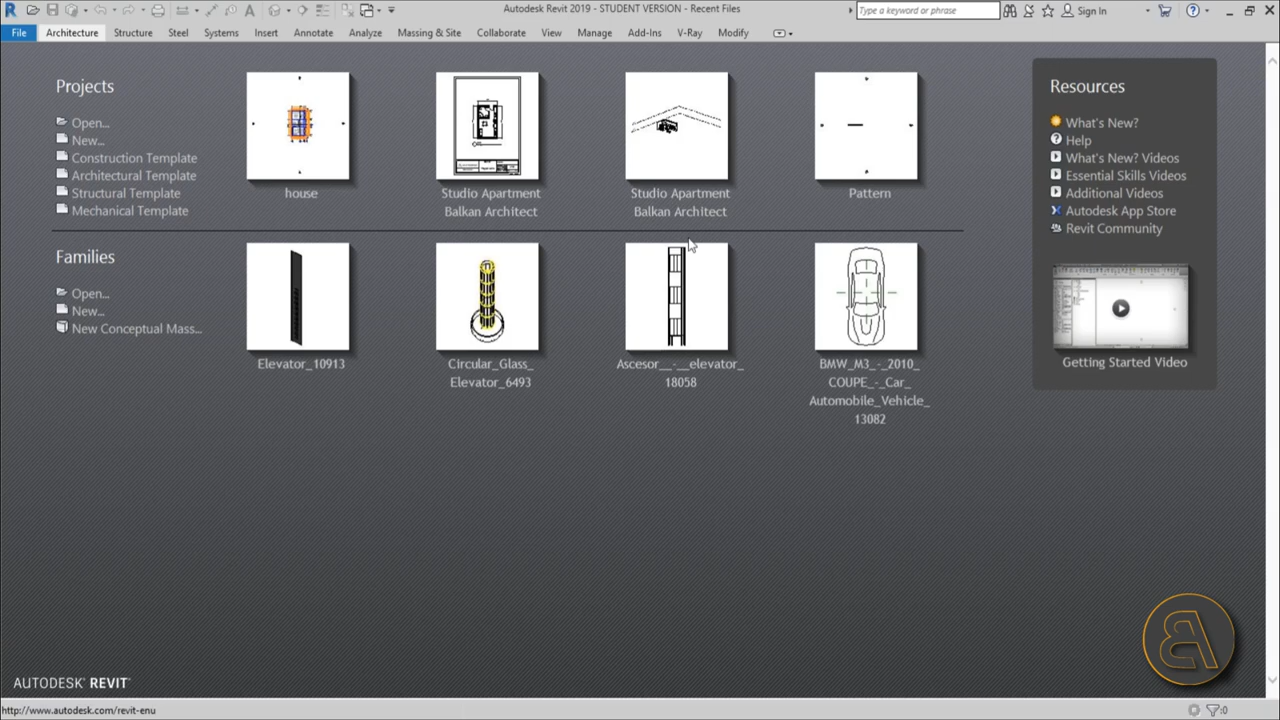 Autodesk Revit 2019 - STUDENT VERSION - Recent Files
Type a keyword or phrase
Sign In
File
Architecture
Structure
Steel
Systems
Insert
Annotate
Analyze
Massing & Site
Collaborate
View
Manage
Add-Ins
V-Ray
Modify
Projects
Open...
New...
Construction Template
Architectural Template
Structural Template
Mechanical Template
house
Studio Apartment
Balkan Architect
Studio Apartment
Balkan Architect
Pattern
Families
Open...
New...
New Conceptual Mass...
Elevator_10913
Circular_Glass_
Elevator_6493
Ascesor__-__elevator_
18058
BMW_M3_-_2010_
COUPE_-_Car_
Automobile_Vehicle_
13082
Resources
What's New?
Help
What's New? Videos
Essential Skills Videos
Additional Videos
Autodesk App Store
Revit Community
Getting Started Video
AUTODESK® REVIT®
http://www.autodesk.com/revit-enu
:0